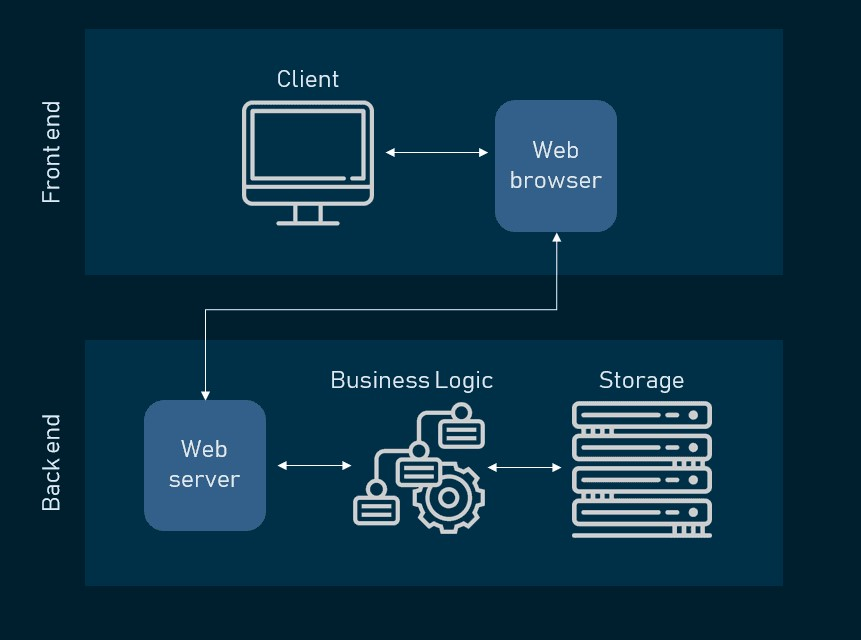 Front end
Client
Web
browser
Back end
Business Logic
Storage
Web
server